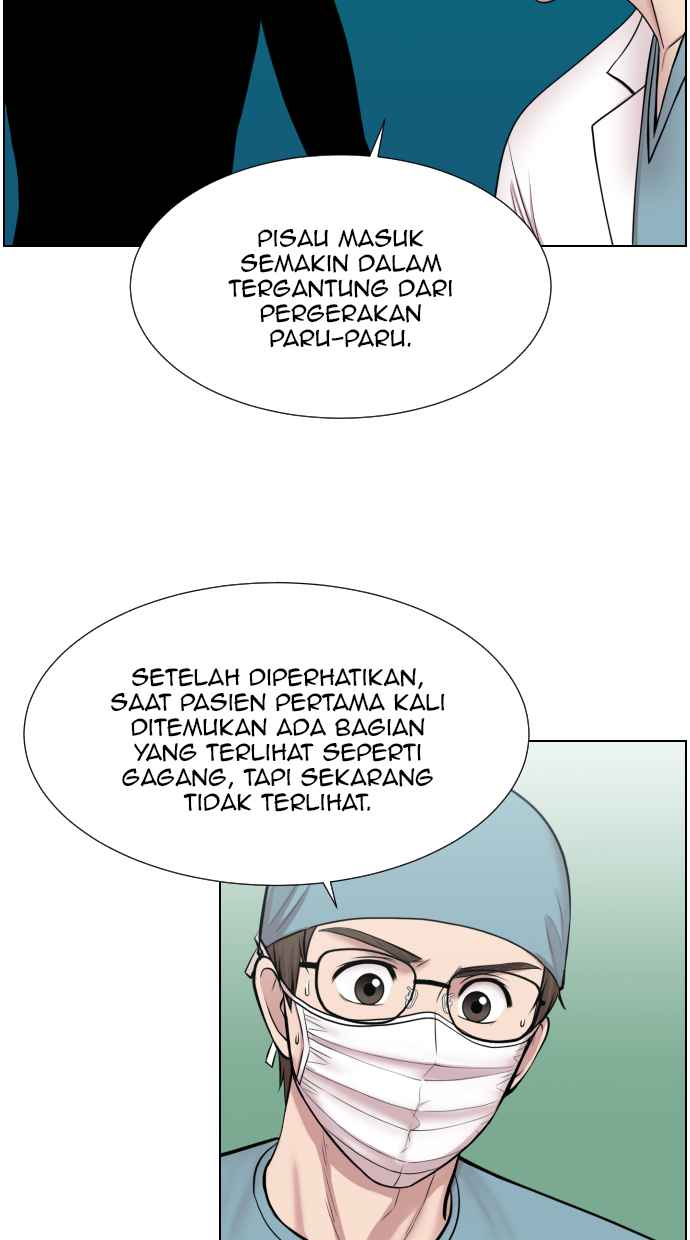 PISAU MASUK
SEMAKIN DALAM
TERGANTUNG DARI
PERGERAKAN
PARU-PARU.
SETELAH DIPERHATIKAN,
SAAT PASIEN PERTAMA KALI
DITEMUKAN ADA BAGIAN
YANG TERLIHAT SEPERTI
GAGANG, TAPI SEKARANG
TIDAK TERLIHAT.